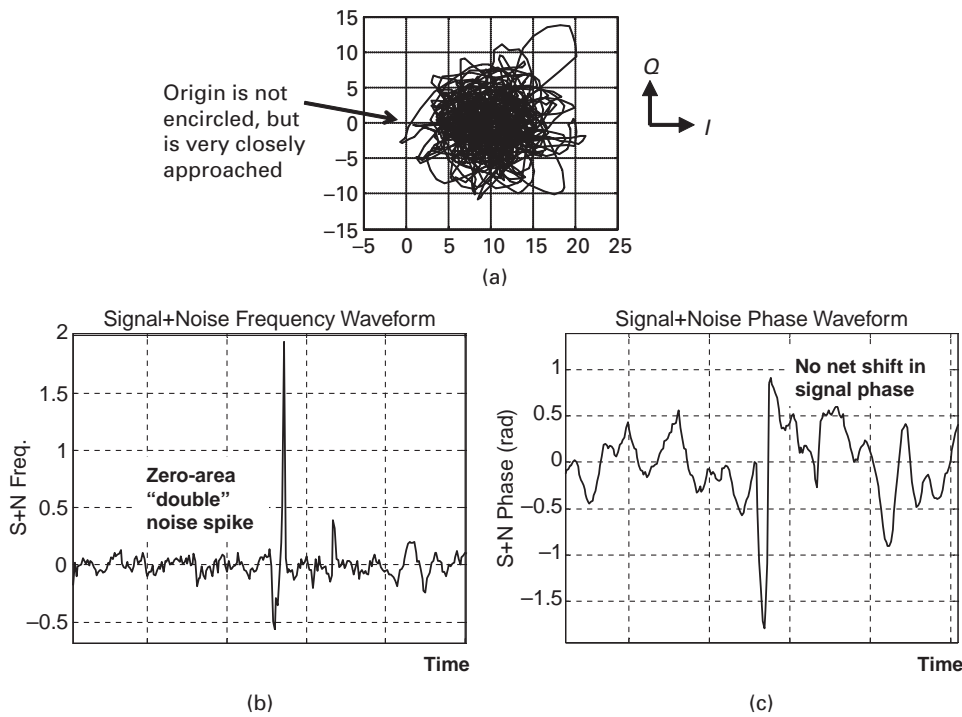 15
10
5
0
−5
−10
−15
−5 0 5 10 15 20 25
Origin is not
encircled, but
is very closely
approached
Q
I
(a)
Signal+Noise Frequency Waveform
2
1.5
1
0.5
0
−0.5
S+N Freq.
Zero-area
“double”
noise spike
Time
(b)
Signal+Noise Phase Waveform
1
0.5
0
−0.5
−1
−1.5
S+N Phase (rad)
No net shift in
signal phase
Time
(c)